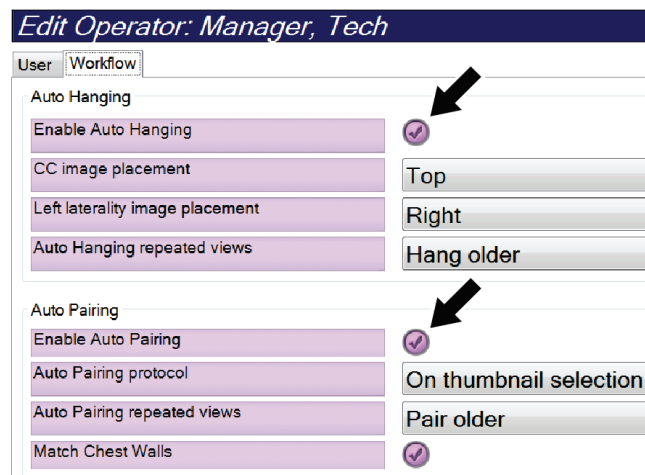 Edit Operator: Manager, Tech
User Workflow
Auto Hanging
Enable Auto Hanging
CC image placement Top
Left laterality image placement Right
Auto Hanging repeated views Hang older
Auto Pairing
Enable Auto Pairing
Auto Pairing protocol On thumbnail selection
Auto Pairing repeated views Pair older
Match Chest Walls